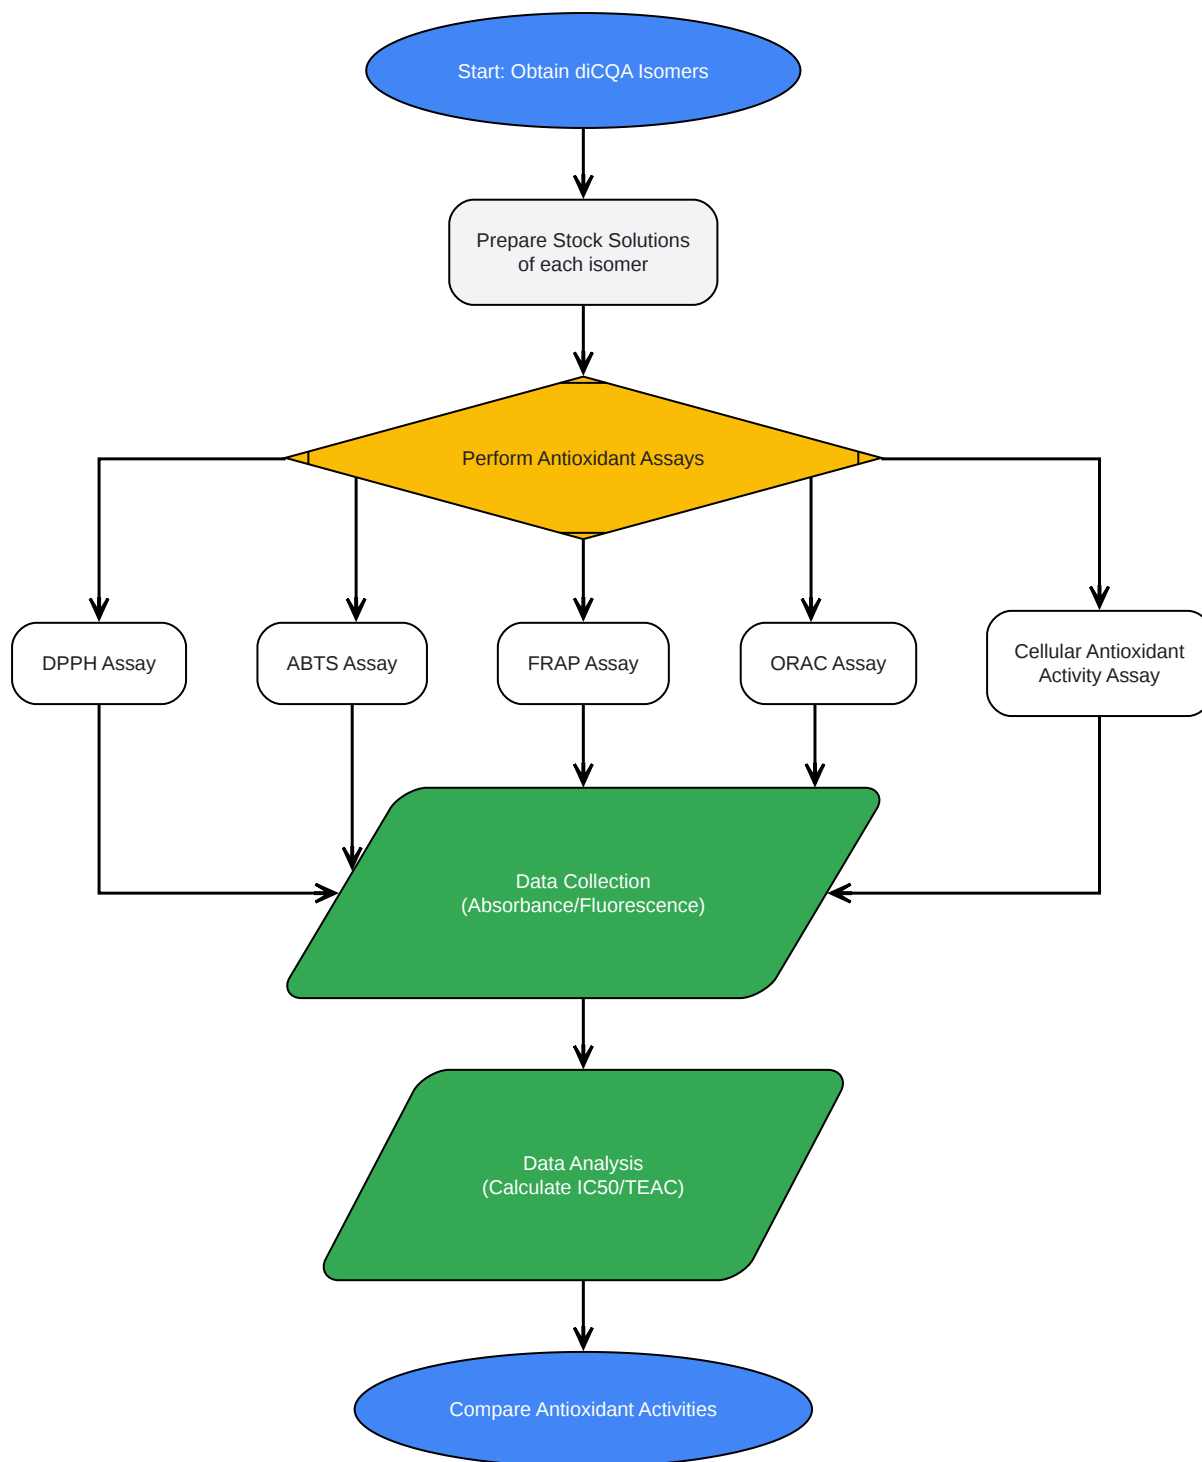 Start: Obtain diCQA Isomers
Prepare Stock Solutions
of each isomer
Perform Antioxidant Assays
DPPH Assay
ABTS Assay
FRAP Assay
ORAC Assay
Cellular Antioxidant
Activity Assay
Data Collection
(Absorbance/Fluorescence)
Data Analysis
(Calculate IC50/TEAC)
Compare Antioxidant Activities